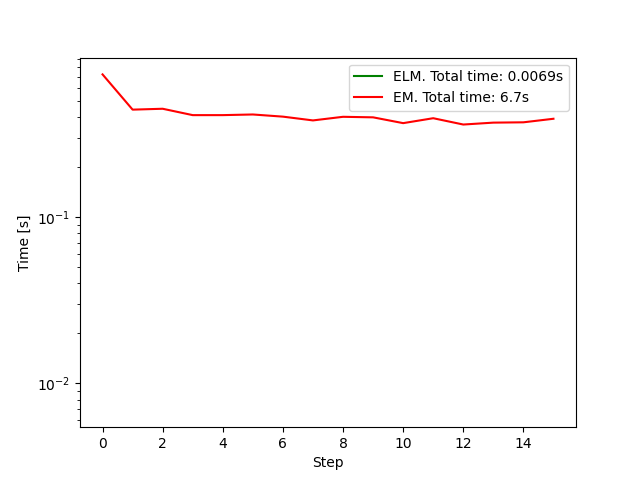 ELM. Total time: 0.0069s
EM. Total time: 6.7s
Time [s]
10⁻¹
10⁻²
0 2 4 6 8 10 12 14
Step